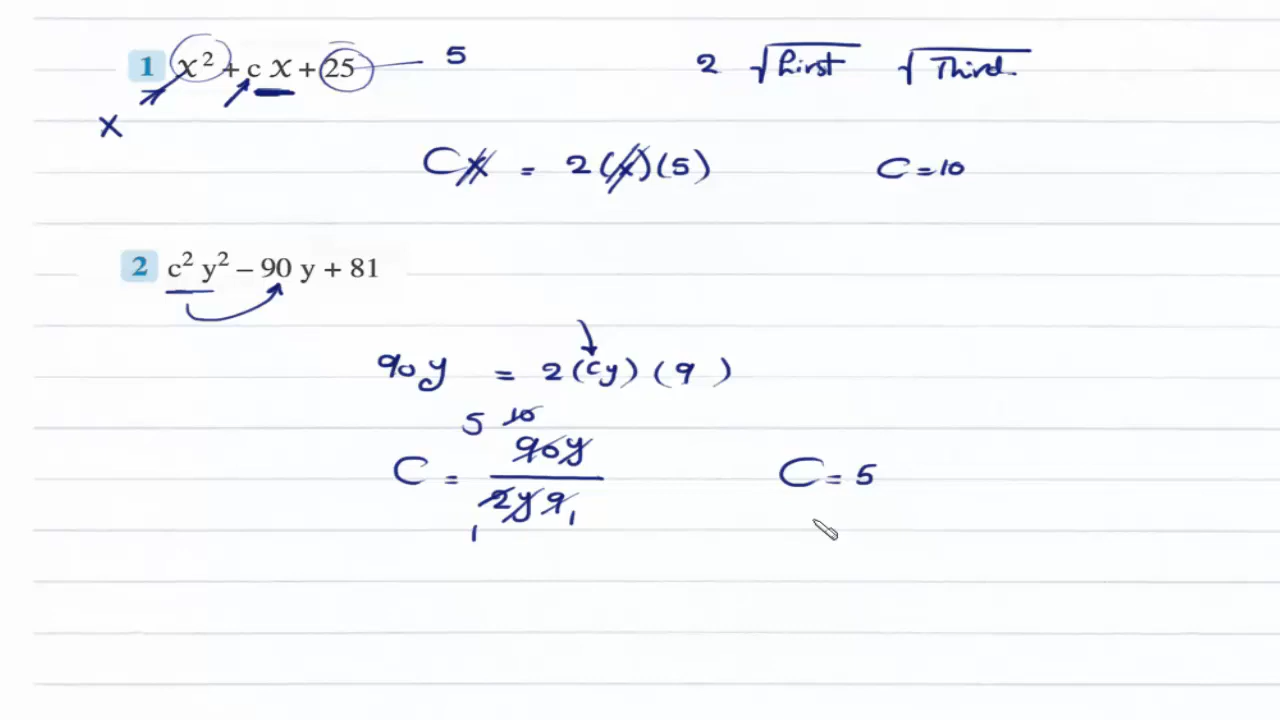 1 x² + c x + 25 5 2 √First √Third
x
Cx = 2(x)(5) C=10
2 c² y² – 90 y + 81
90y = 2(cy)(9)
5 10
C = 90y / 2y9 C = 5
1 1